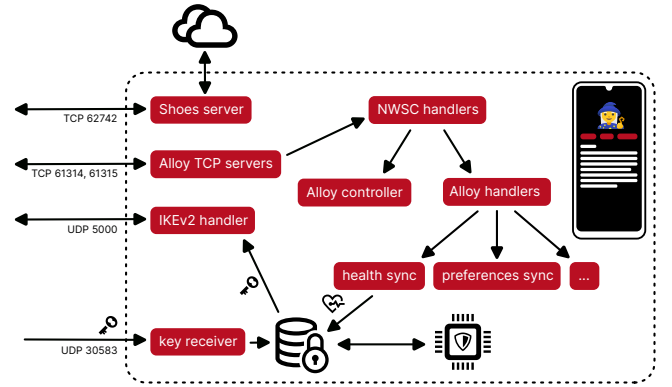 Shoes server
NWSC handlers
TCP 62742
Alloy TCP servers
TCP 61314, 61315
Alloy controller
Alloy handlers
IKEv2 handler
UDP 5000
health sync
preferences sync
...
key receiver
UDP 30583